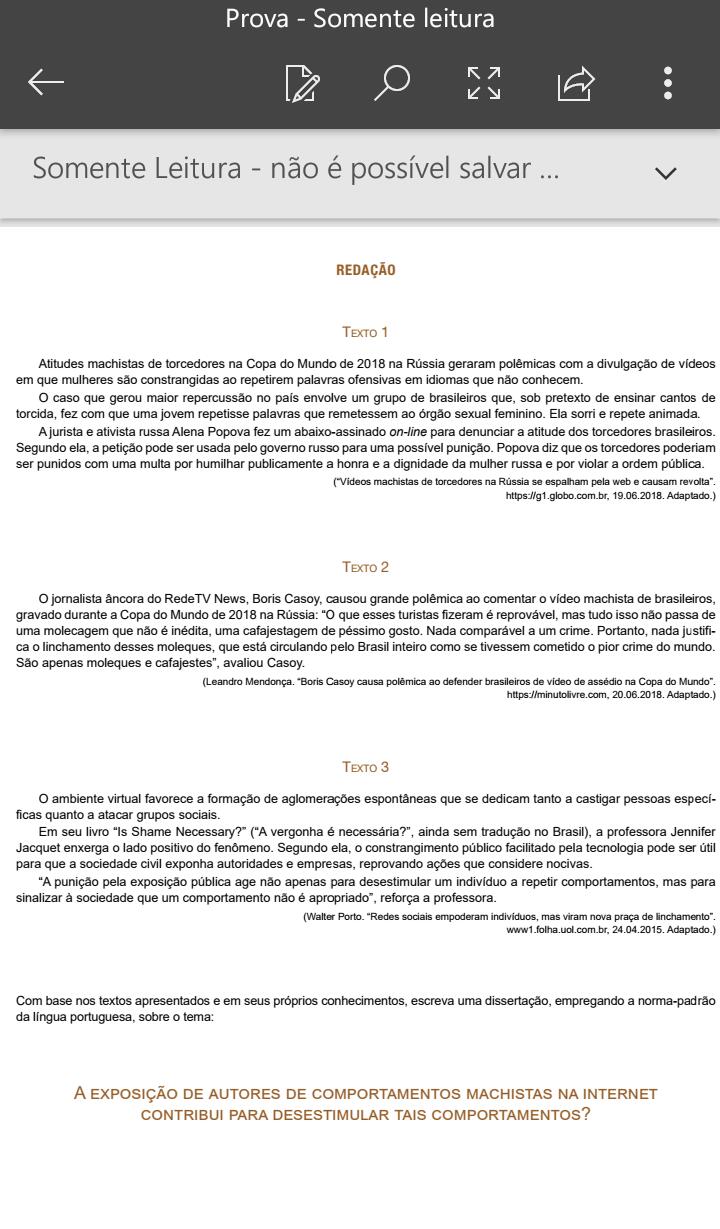 Prova - Somente leitura
Somente Leitura - não é possível salvar ...
REDAÇÃO
TEXTO 1
Atitudes machistas de torcedores na Copa do Mundo de 2018 na Rússia geraram polêmicas com a divulgação de vídeos
em que mulheres são constrangidas ao repetirem palavras ofensivas em idiomas que não conhecem.
O caso que gerou maior repercussão no país envolve um grupo de brasileiros que, sob pretexto de ensinar cantos de
torcida, fez com que uma jovem repetisse palavras que remetessem ao órgão sexual feminino. Ela sorri e repete animada.
A jurista e ativista russa Alena Popova fez um abaixo-assinado on-line para denunciar a atitude dos torcedores brasileiros.
Segundo ela, a petição pode ser usada pelo governo russo para uma possível punição. Popova diz que os torcedores poderiam
ser punidos com uma multa por humilhar publicamente a honra e a dignidade da mulher russa e por violar a ordem pública.
("Vídeos machistas de torcedores na Rússia se espalham pela web e causam revolta".
https://g1.globo.com.br, 19.06.2018. Adaptado.)
TEXTO 2
O jornalista âncora do RedeTV News, Boris Casoy, causou grande polêmica ao comentar o vídeo machista de brasileiros,
gravado durante a Copa do Mundo de 2018 na Rússia: "O que esses turistas fizeram é reprovável, mas tudo isso não passa de
uma molecagem que não é inédita, uma cafajestagem de péssimo gosto. Nada comparável a um crime. Portanto, nada justifi-
ca o linchamento desses moleques, que está circulando pelo Brasil inteiro como se tivessem cometido o pior crime do mundo.
São apenas moleques e cafajestes", avaliou Casoy.
(Leandro Mendonça. "Boris Casoy causa polêmica ao defender brasileiros de vídeo de assédio na Copa do Mundo".
https://minutolivre.com, 20.06.2018. Adaptado.)
TEXTO 3
O ambiente virtual favorece a formação de aglomerações espontâneas que se dedicam tanto a castigar pessoas especí-
ficas quanto a atacar grupos sociais.
Em seu livro "Is Shame Necessary?" ("A vergonha é necessária?", ainda sem tradução no Brasil), a professora Jennifer
Jacquet enxerga o lado positivo do fenômeno. Segundo ela, o constrangimento público facilitado pela tecnologia pode ser útil
para que a sociedade civil exponha autoridades e empresas, reprovando ações que considere nocivas.
"A punição pela exposição pública age não apenas para desestimular um indivíduo a repetir comportamentos, mas para
sinalizar à sociedade que um comportamento não é apropriado", reforça a professora.
(Walter Porto. "Redes sociais empoderam indivíduos, mas viram nova praça de linchamento".
www1.folha.uol.com.br, 24.04.2015. Adaptado.)
Com base nos textos apresentados e em seus próprios conhecimentos, escreva uma dissertação, empregando a norma-padrão
da língua portuguesa, sobre o tema:
A EXPOSIÇÃO DE AUTORES DE COMPORTAMENTOS MACHISTAS NA INTERNET
CONTRIBUI PARA DESESTIMULAR TAIS COMPORTAMENTOS?